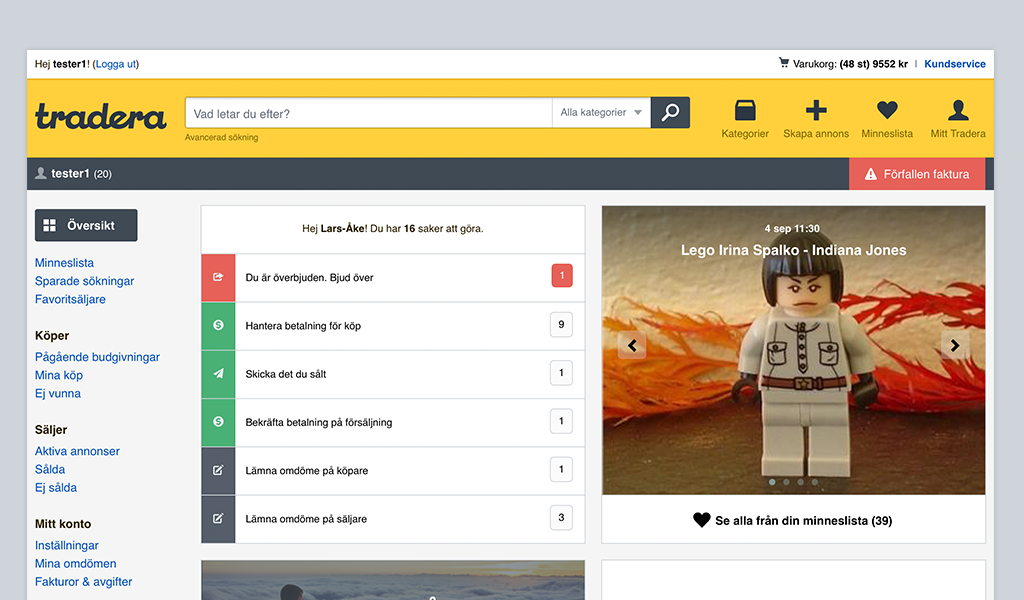 Hej tester1! (Logga ut)
Varukorg: (48 st) 9552 kr | Kundservice
tradera
Vad letar du efter?
Alla kategorier
Avancerad sökning
Kategorier
Skapa annons
Minneslista
Mitt Tradera
tester1 (20)
Förfallen faktura
Översikt
Minneslista
Sparade sökningar
Favoritsäljare
Köper
Pågående budgivningar
Mina köp
Ej vunna
Säljer
Aktiva annonser
Sålda
Ej sålda
Mitt konto
Inställningar
Mina omdömen
Fakturor & avgifter
Hej Lars-Åke! Du har 16 saker att göra.
Du är överbjuden. Bjud över 1
Hantera betalning för köp 9
Skicka det du sålt 1
Bekräfta betalning på försäljning 1
Lämna omdöme på köpare 1
Lämna omdöme på säljare 3
4 sep 11:30
Lego Irina Spalko - Indiana Jones
Se alla från din minneslista (39)